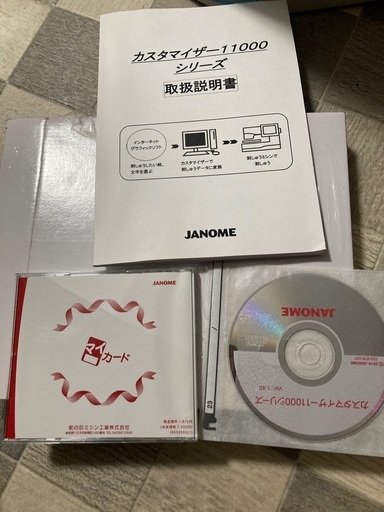 カスタマイザー11000
シリーズ
取扱説明書
インターネット
グラフィックソフト
刺しゅうしたい絵、
文字を選ぶ
カスタマイザーで
刺しゅうデータに変換
刺しゅうミシンで
刺しゅう
JANOME
JANOME
マイ
カード
蛇の目ミシン工業株式会社
JANOME
カスタマイザー11000シリーズ
Ver. 1.40
23